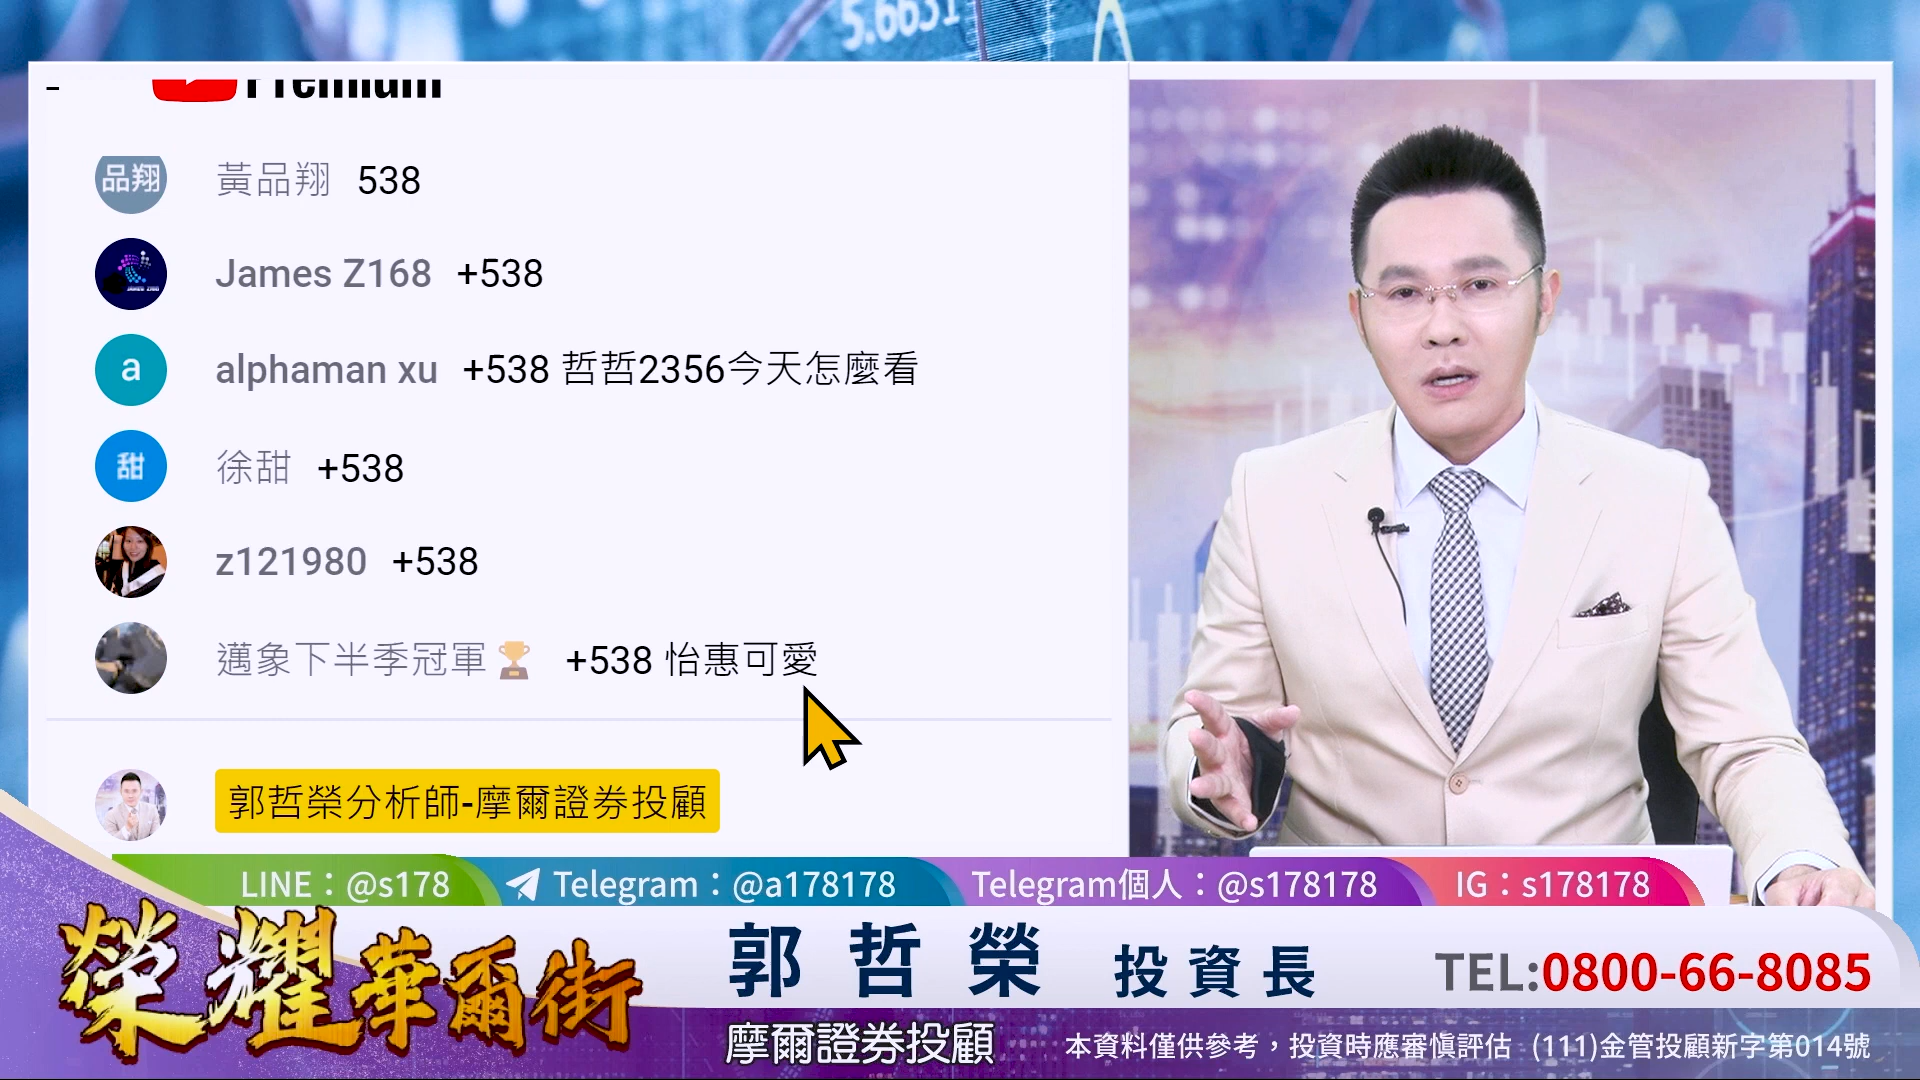 5.6631
Premium
品翔 黃品翔 538
James Z168 +538
a alphaman xu +538 哲哲2356今天怎麼看
甜 徐甜 +538
z121980 +538
邁象下半季冠軍🏆 +538 怡惠可愛
郭哲榮分析師-摩爾證券投顧
LINE：@s178 Telegram：@a178178 Telegram個人：@s178178 IG：s178178
榮耀華爾街
郭哲榮 投資長 TEL:0800-66-8085
摩爾證券投顧 本資料僅供參考，投資時應審慎評估 (111)金管投顧新字第014號